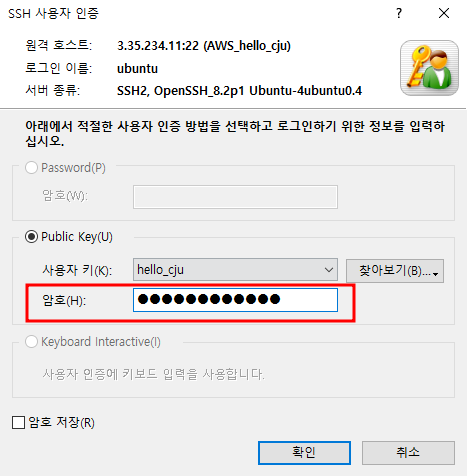 SSH 사용자 인증
?
원격 호스트: 3.35.234.11:22 (AWS_hello_cju)
로그인 이름: ubuntu
서버 종류: SSH2, OpenSSH_8.2p1 Ubuntu-4ubuntu0.4
아래에서 적절한 사용자 인증 방법을 선택하고 로그인하기 위한 정보를 입력하
십시오.
Password(P)
암호(W):
Public Key(U)
사용자 키(K): hello_cju 찾아보기(B)...
암호(H): ●●●●●●●●●●●●
Keyboard Interactive(I)
사용자 인증에 키보드 입력을 사용합니다.
암호 저장(R)
확인 취소